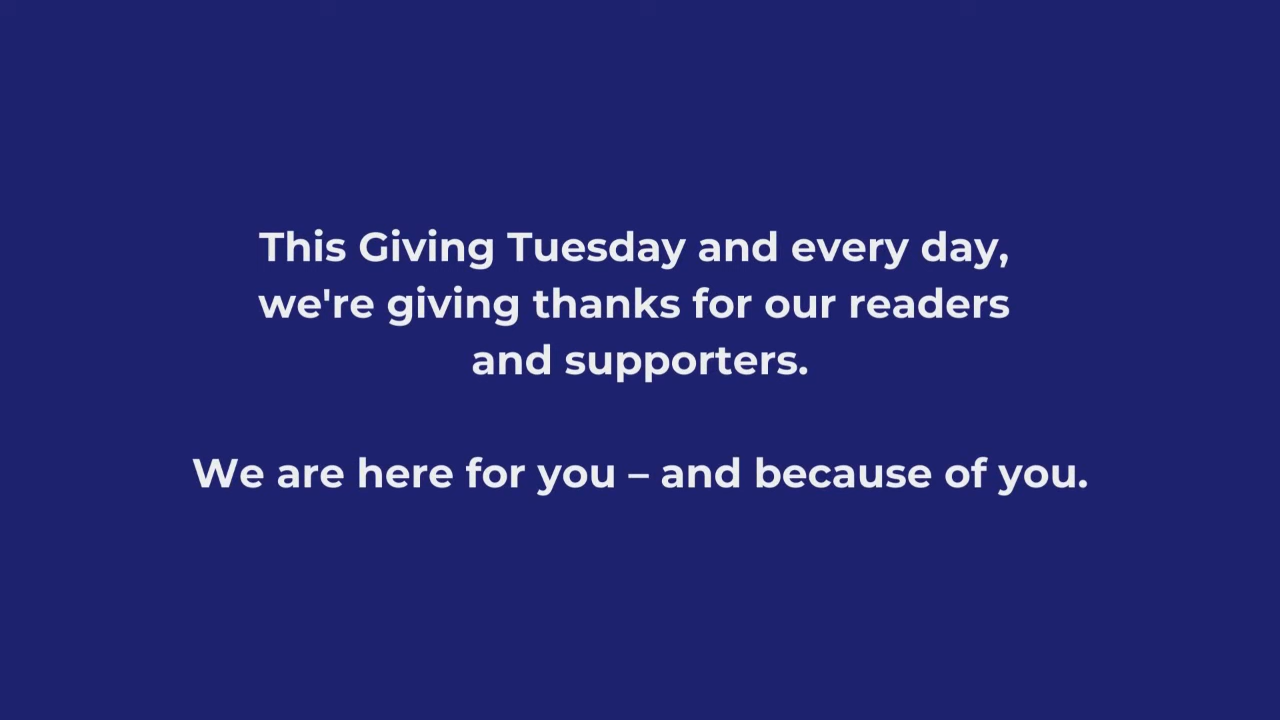 This Giving Tuesday and every day,
we're giving thanks for our readers
and supporters.
We are here for you – and because of you.